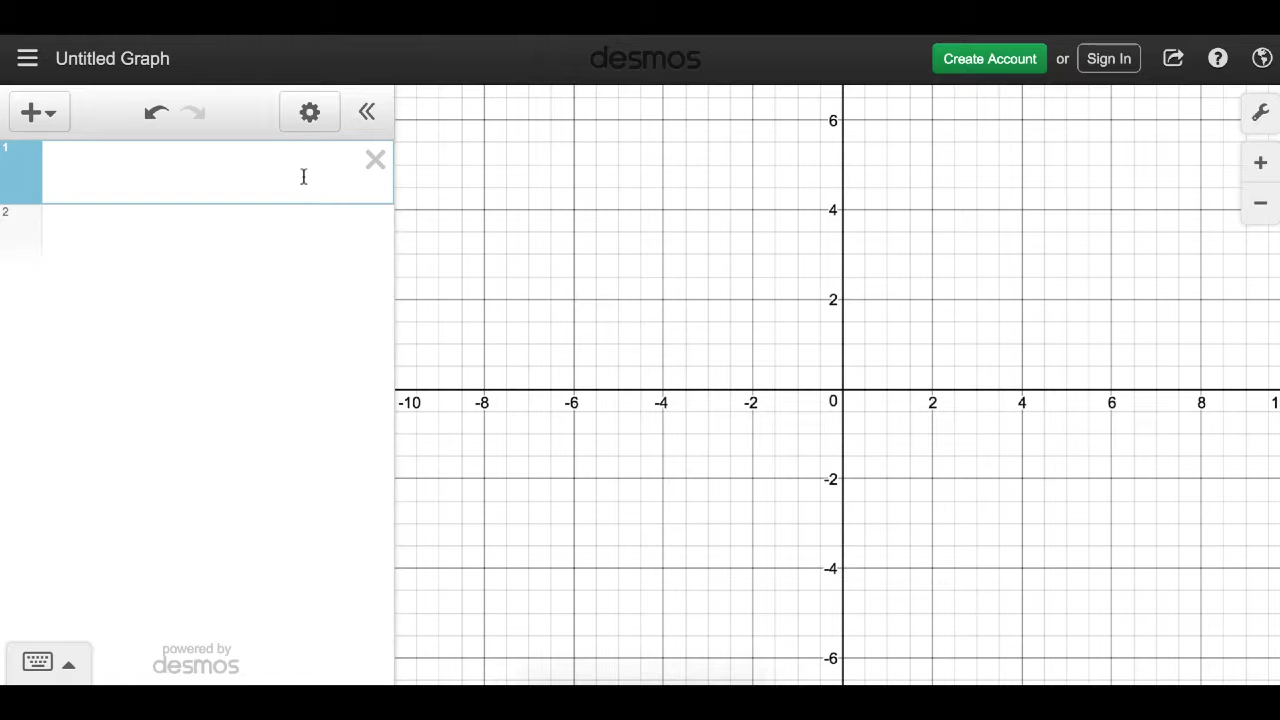 Untitled Graph
desmos
Create Account or Sign In
1
2
6
4
2
-10 -8 -6 -4 -2 0 2 4 6 8 1
-2
-4
-6
powered by
desmos